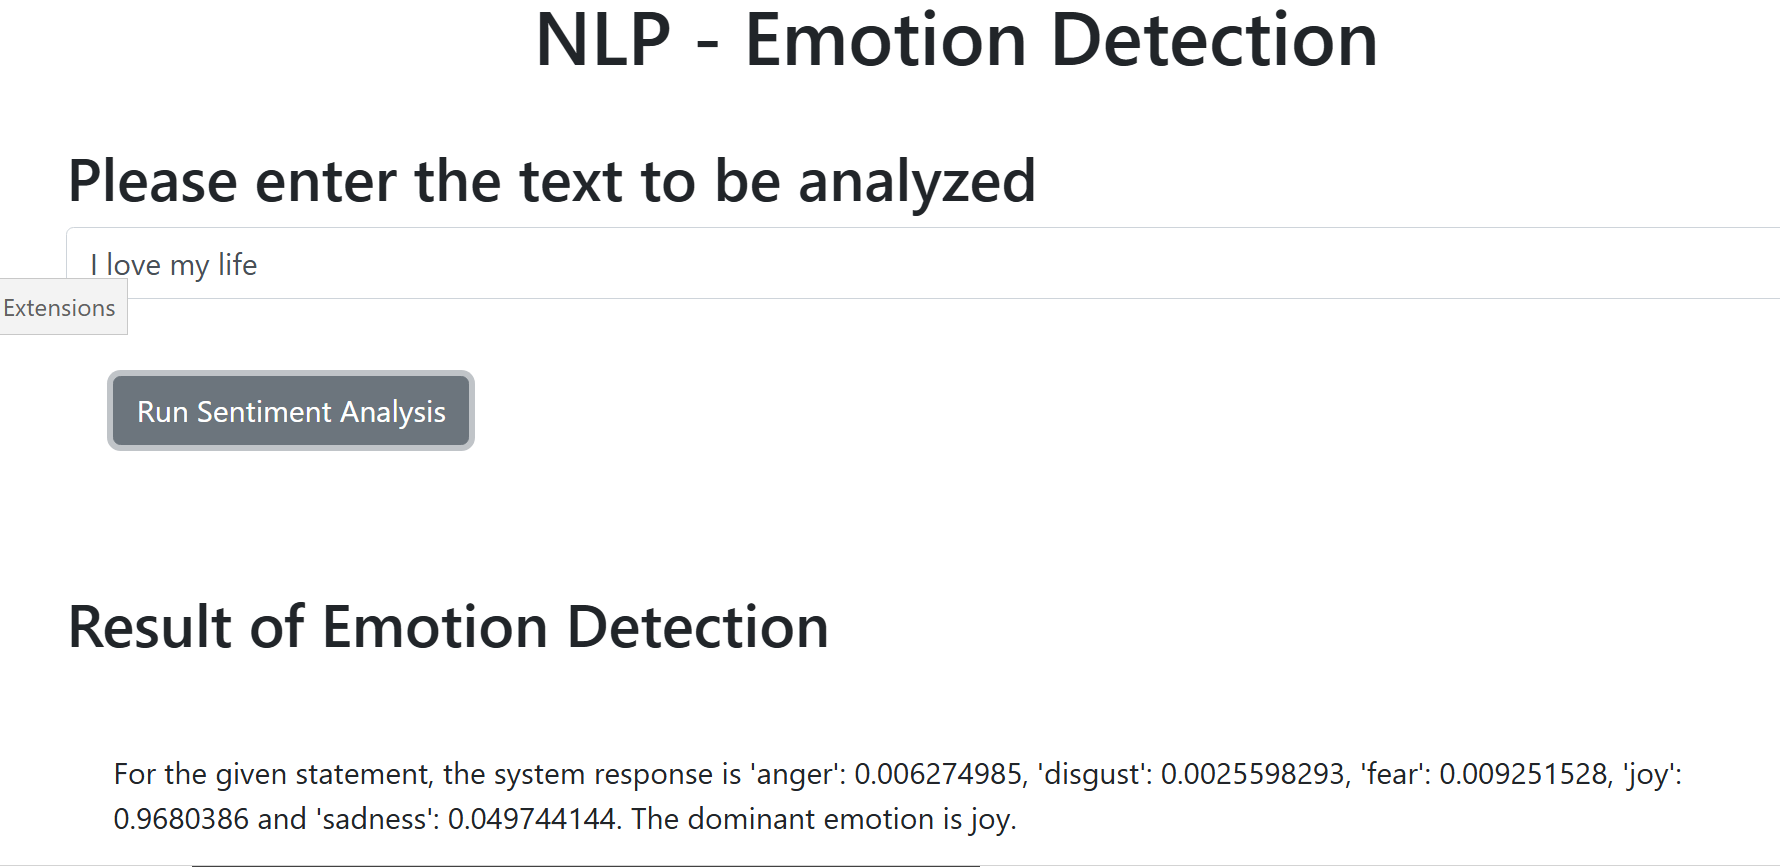 NLP - Emotion Detection
Please enter the text to be analyzed
I love my life
Extensions
Run Sentiment Analysis
Result of Emotion Detection
For the given statement, the system response is 'anger': 0.006274985, 'disgust': 0.0025598293, 'fear': 0.009251528, 'joy':
0.9680386 and 'sadness': 0.049744144. The dominant emotion is joy.